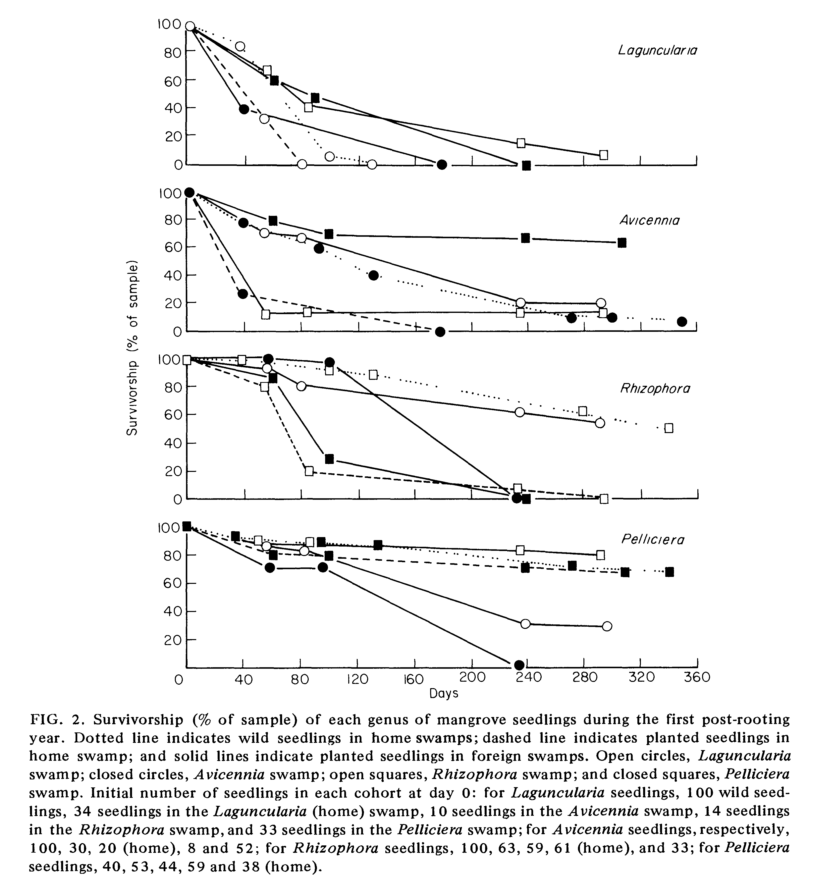 100
80
60
40
20
0
Laguncularia
100
80
60
40
20
0
Avicennia
Survivorship (% of sample)
100
80
60
40
20
0
Rhizophora
100
80
60
40
20
Pelliciera
0 40 80 120 160 200 240 280 320 360
Days
FIG. 2. Survivorship (% of sample) of each genus of mangrove seedlings during the first post-rooting
year. Dotted line indicates wild seedlings in home swamps; dashed line indicates planted seedlings in
home swamp; and solid lines indicate planted seedlings in foreign swamps. Open circles, Laguncularia
swamp; closed circles, Avicennia swamp; open squares, Rhizophora swamp; and closed squares, Pelliciera
swamp. Initial number of seedlings in each cohort at day 0: for Laguncularia seedlings, 100 wild seed-
lings, 34 seedlings in the Laguncularia (home) swamp, 10 seedlings in the Avicennia swamp, 14 seedlings
in the Rhizophora swamp, and 33 seedlings in the Pelliciera swamp; for Avicennia seedlings, respectively,
100, 30, 20 (home), 8 and 52; for Rhizophora seedlings, 100, 63, 59, 61 (home), and 33; for Pelliciera
seedlings, 40, 53, 44, 59 and 38 (home).